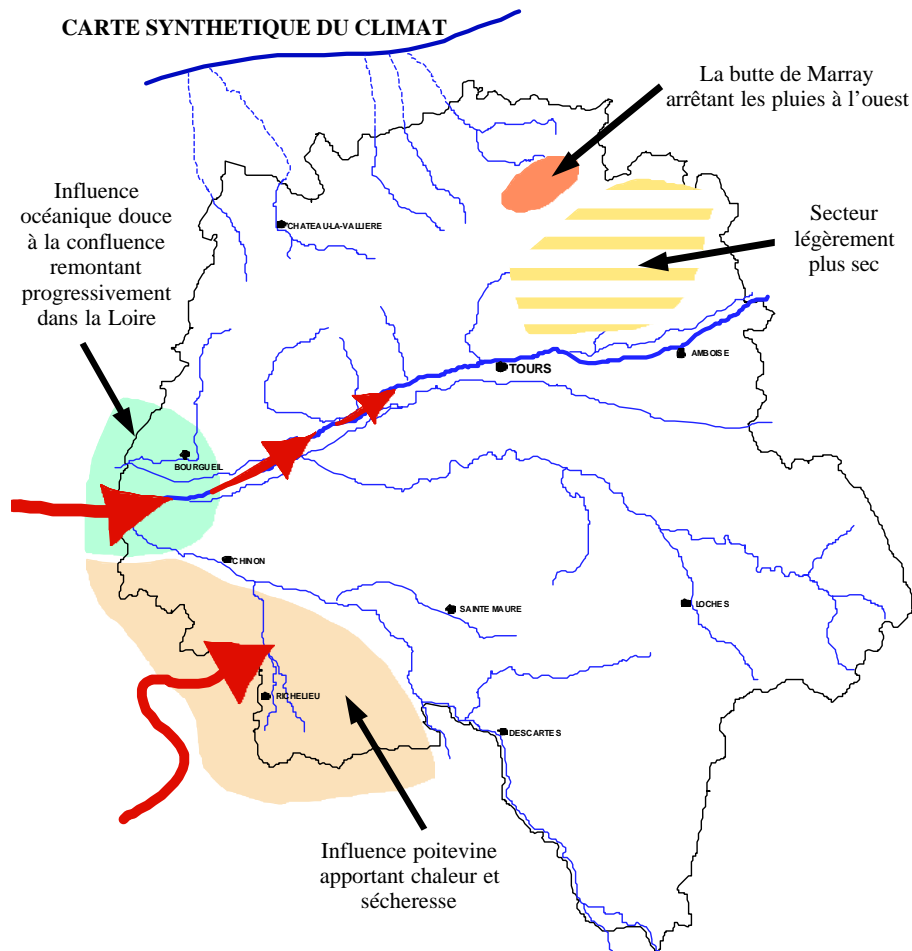 CARTE SYNTHETIQUE DU CLIMAT
La butte de Marray
arrêtant les pluies à l'ouest
Influence
océanique douce
à la confluence
remontant
progressivement
dans la Loire
CHATEAU-LA-VALLIERE
Secteur
légèrement
plus sec
AMBOISE
TOURS
BOURGUEIL
CHINON
SAINTE MAURE
LOCHES
RICHELIEU
DESCARTES
Influence poitevine
apportant chaleur et
sécheresse